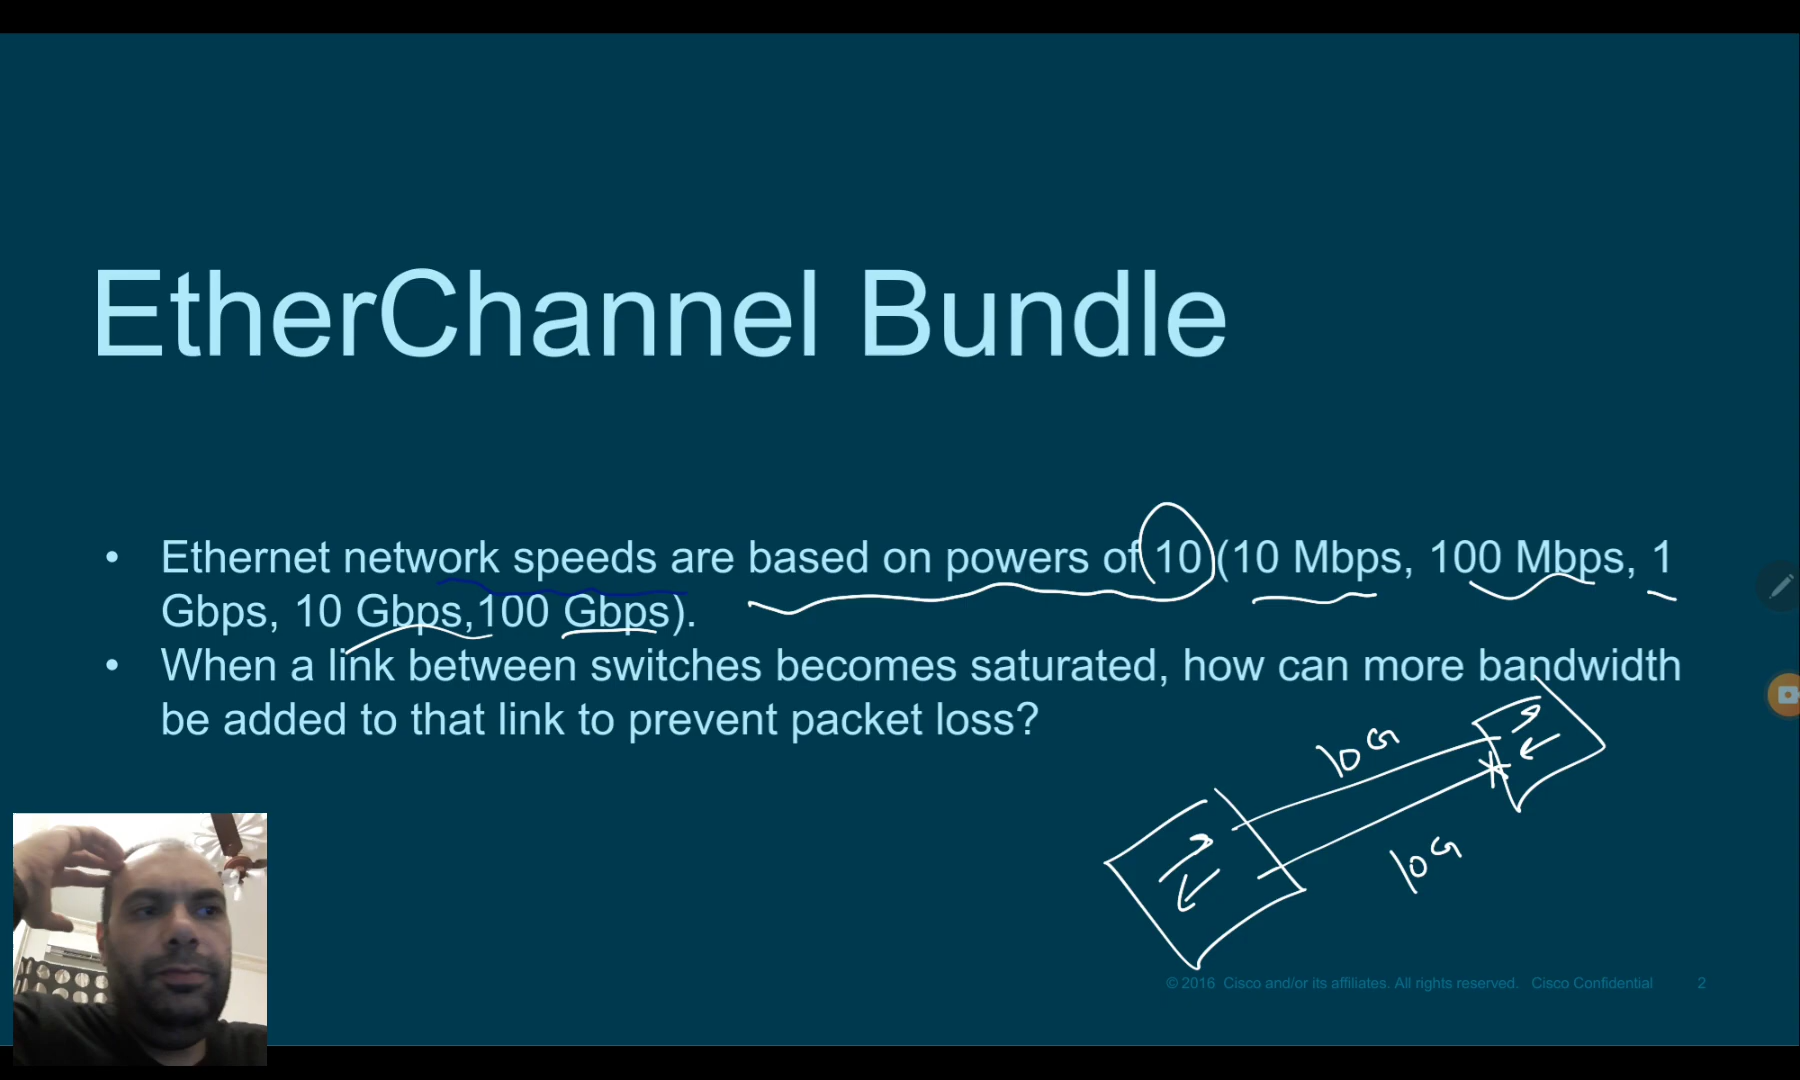 EtherChannel Bundle
• Ethernet network speeds are based on powers of 10 (10 Mbps, 100 Mbps, 1
Gbps, 10 Gbps,100 Gbps).
• When a link between switches becomes saturated, how can more bandwidth
be added to that link to prevent packet loss?
10G
10G
© 2016 Cisco and/or its affiliates. All rights reserved. Cisco Confidential 2